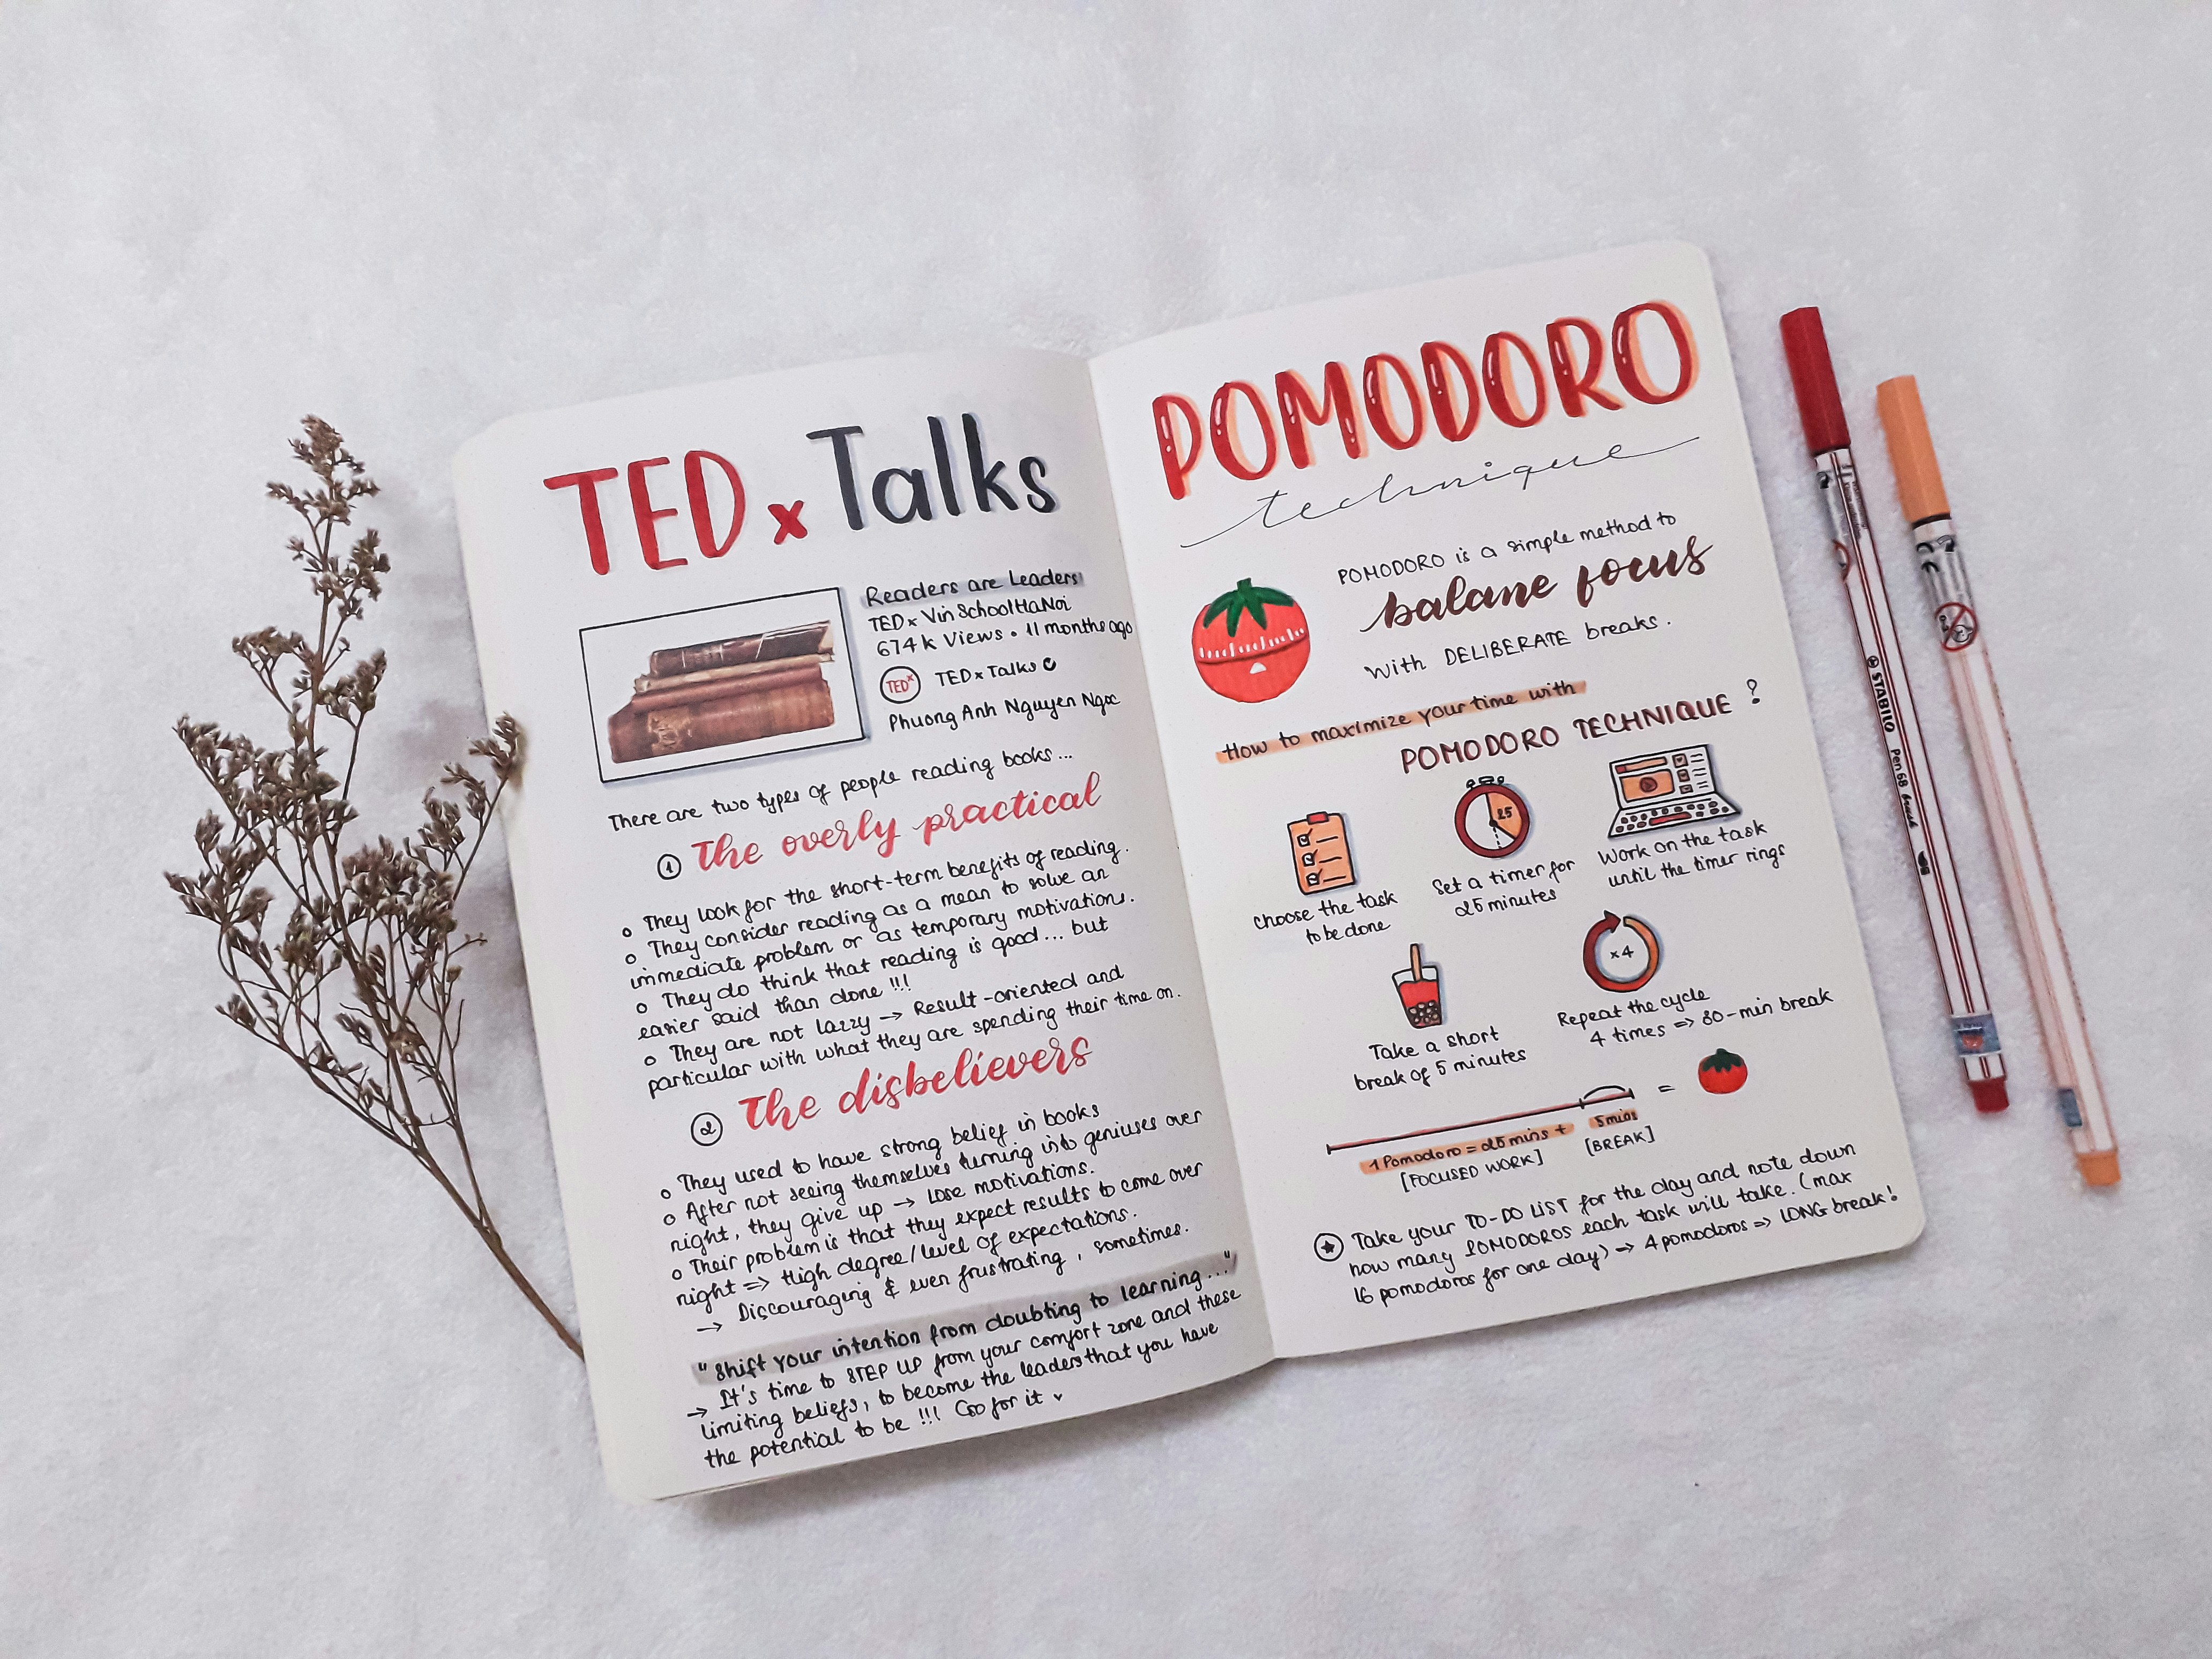 TEDx Talks
Readers are Leaders
TEDx VinSchoolHaNoi
674k Views • 11 months ago
TEDx
TEDx Talks
Phuong Anh Nguyen Ngoc
There are two types of people reading books...
① The overly practical
o They look for the short-term benefits of reading.
o They consider reading as a mean to solve an
immediate problem or as temporary motivations.
o They do think that reading is good... but
easier said than done !!!
o They are not lazzy → Result-oriented and
particular with what they are spending their time on.
② The disbelievers
o They used to have strong belief in books
o After not seeing themselves turning into geniuses over
night, they give up → Lose motivations.
o Their problem is that they expect results to come over
night => High degree/level of expectations.
→ Discouraging & even frustrating, sometimes.
"Shift your intention from doubting to learning..."
→ It's time to STEP UP from your comfort zone and these
limiting beliefs, to become the leaders that you have
the potential to be !!! Go for it
POMODORO
technique
POMODORO is a simple method to
balane focus
with DELIBERATE breaks.
How to maximize your time with
POMODORO TECHNIQUE ?
choose the task
to be done
25
Set a timer for
25 minutes
Work on the task
until the timer rings
Take a short
break of 5 minutes
x4
Repeat the cycle
4 times => 30-min break
1 Pomodoro = 25 mins + 5 mins
[FOCUSED WORK] [BREAK]
=
Take your TO-DO LIST for the day and note down
how many POMODOROS each task will take. (max
16 pomodoros for one day) → 4 pomodoros => LONG break!
STABILO Pen 68 brush